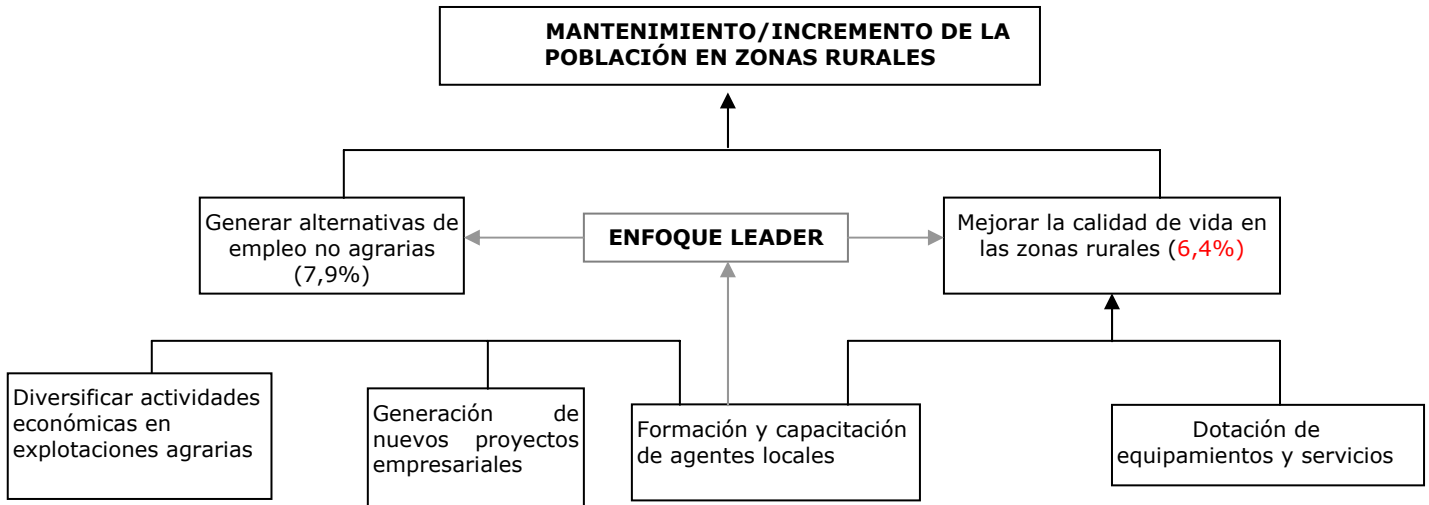 MANTENIMIENTO/INCREMENTO DE LA
POBLACIÓN EN ZONAS RURALES
Generar alternativas de
empleo no agrarias
(7,9%)
ENFOQUE LEADER
Mejorar la calidad de vida en
las zonas rurales (6,4%)
Diversificar actividades
económicas en
explotaciones agrarias
Generación de
nuevos proyectos
empresariales
Formación y capacitación
de agentes locales
Dotación de
equipamientos y servicios